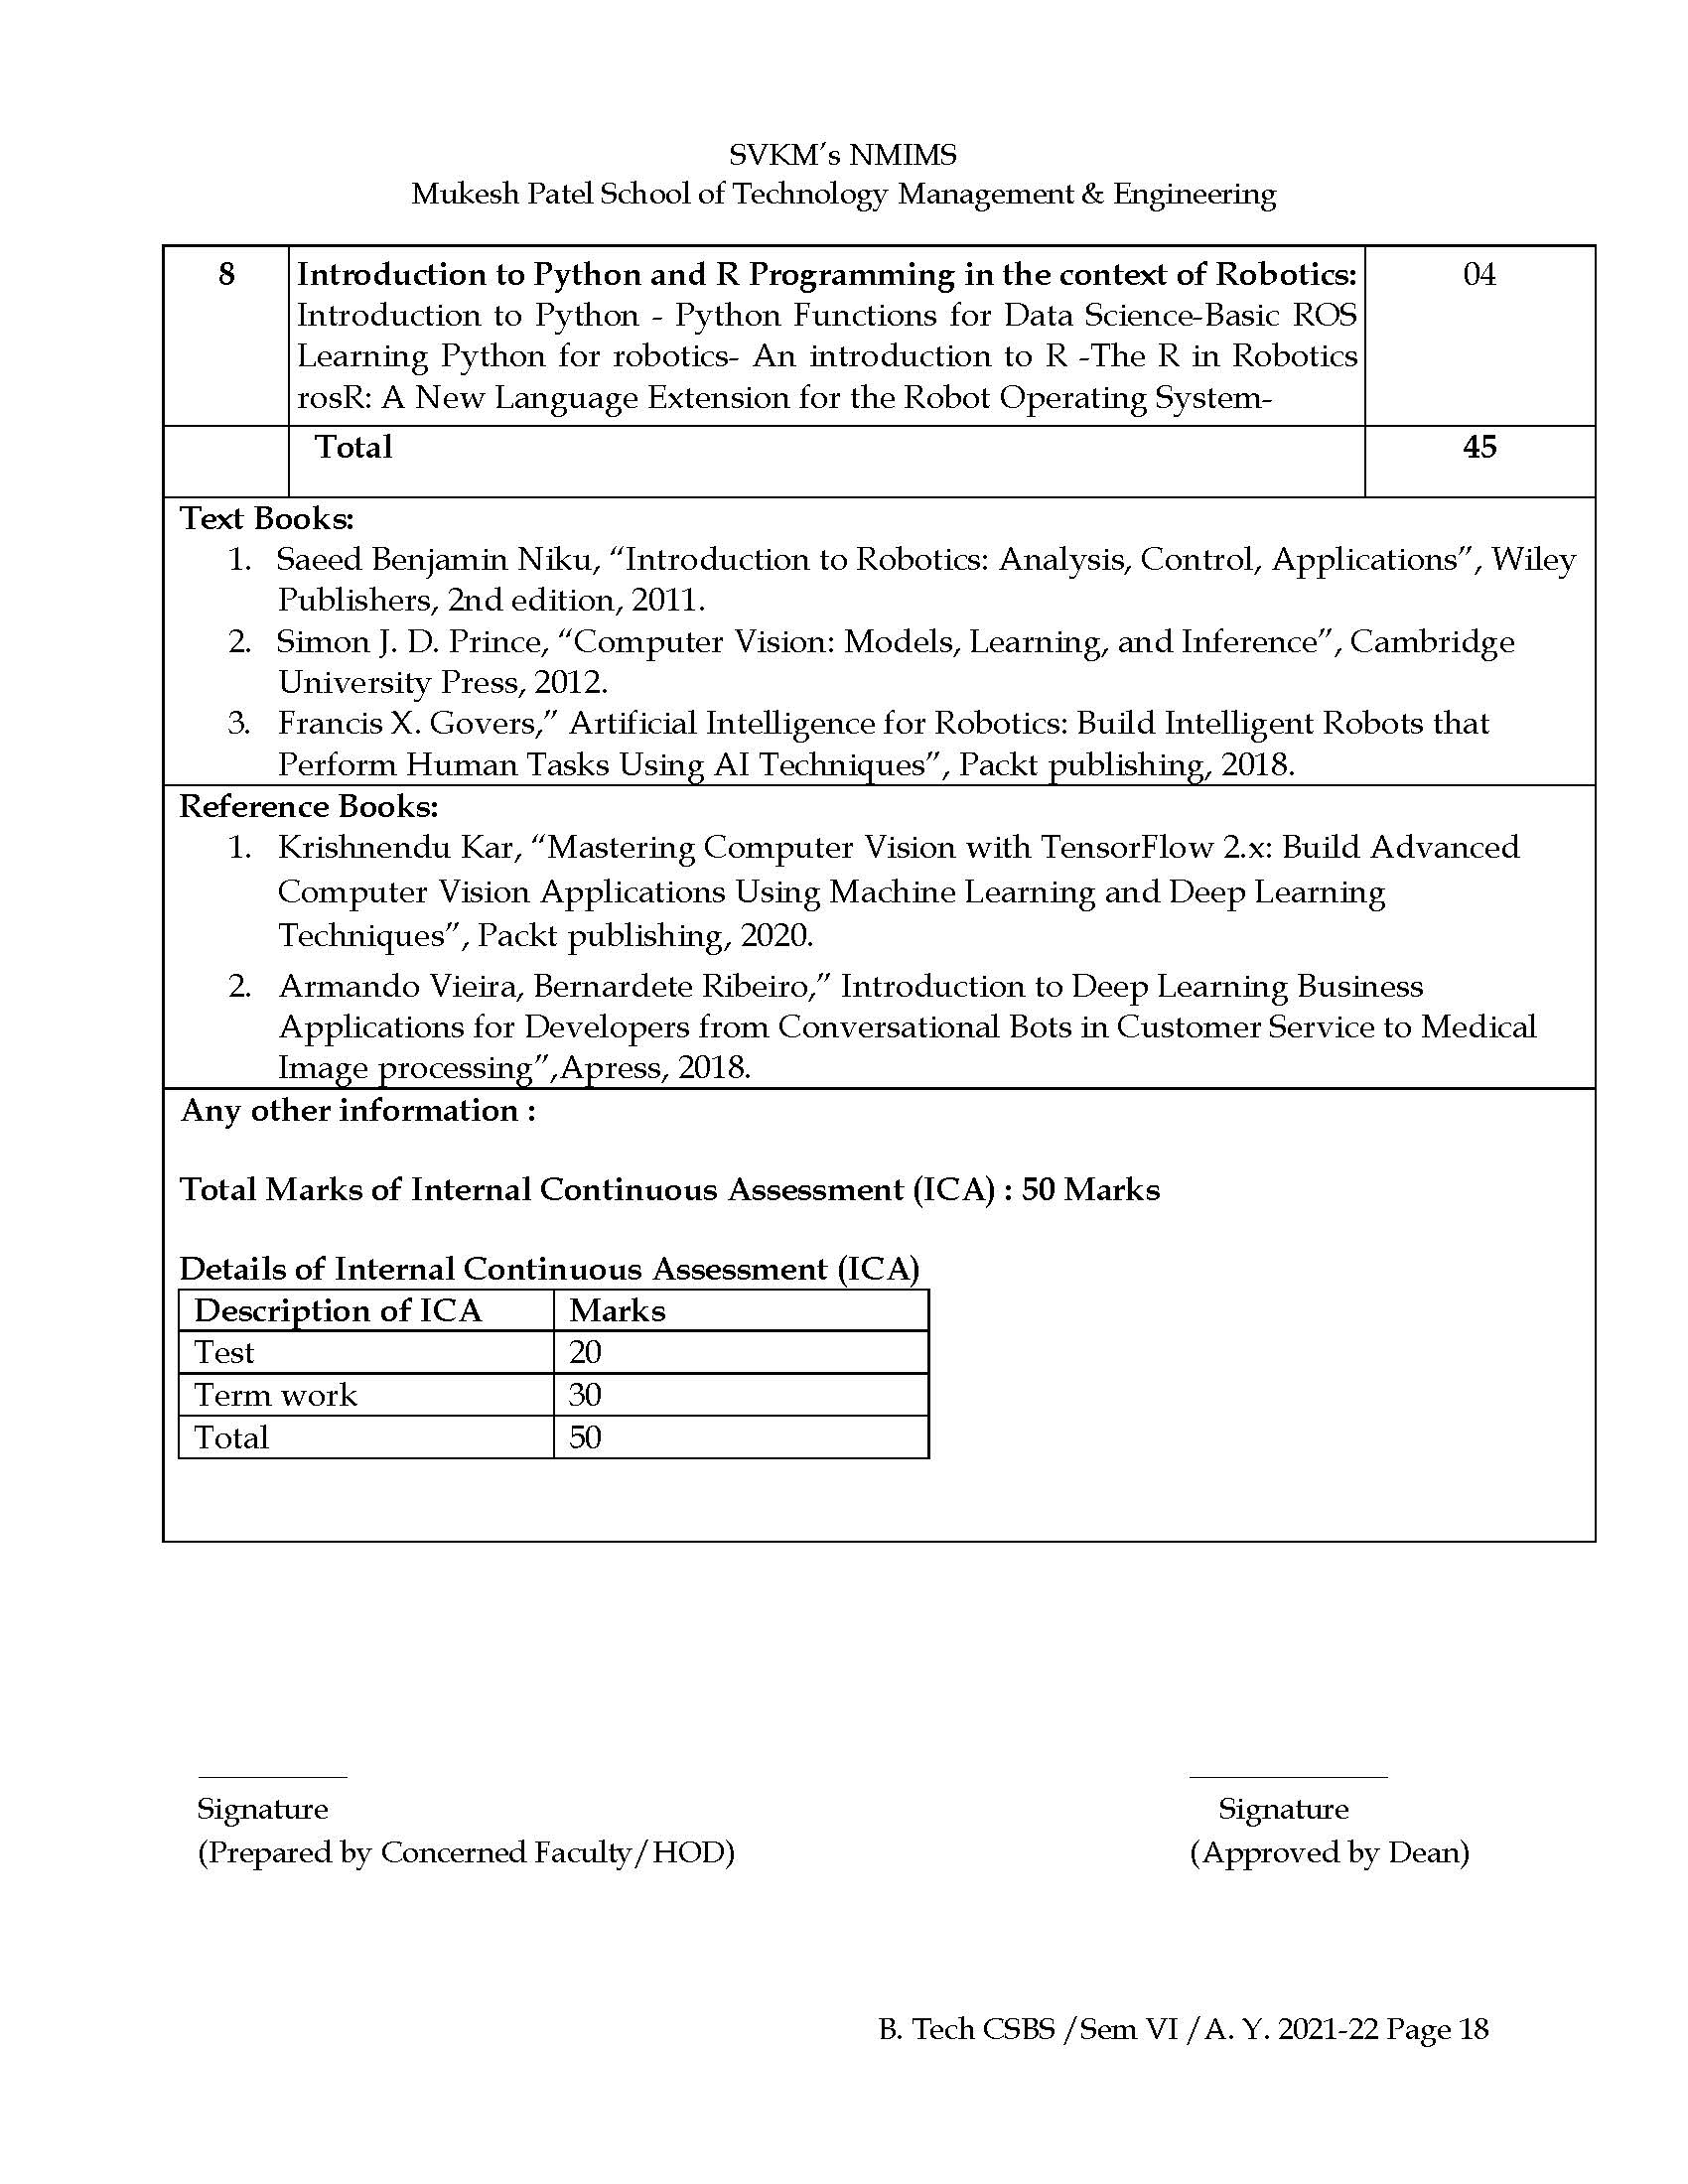 SVKM's NMIMS
Mukesh Patel School of Technology Management & Engineering
8 Introduction to Python and R Programming in the context of Robotics: 04
Introduction to Python - Python Functions for Data Science-Basic ROS
Learning Python for robotics- An introduction to R -The R in Robotics
rosR: A New Language Extension for the Robot Operating System-
Total 45
Text Books:
1. Saeed Benjamin Niku, “Introduction to Robotics: Analysis, Control, Applications”, Wiley
Publishers, 2nd edition, 2011.
2. Simon J. D. Prince, “Computer Vision: Models, Learning, and Inference”, Cambridge
University Press, 2012.
3. Francis X. Govers,” Artificial Intelligence for Robotics: Build Intelligent Robots that
Perform Human Tasks Using AI Techniques”, Packt publishing, 2018.
Reference Books:
1. Krishnendu Kar, “Mastering Computer Vision with TensorFlow 2.x: Build Advanced
Computer Vision Applications Using Machine Learning and Deep Learning
Techniques”, Packt publishing, 2020.
2. Armando Vieira, Bernardete Ribeiro,” Introduction to Deep Learning Business
Applications for Developers from Conversational Bots in Customer Service to Medical
Image processing”,Apress, 2018.
Any other information :
Total Marks of Internal Continuous Assessment (ICA) : 50 Marks
Details of Internal Continuous Assessment (ICA)
Description of ICA Marks
Test 20
Term work 30
Total 50
Signature Signature
(Prepared by Concerned Faculty/HOD) (Approved by Dean)
B. Tech CSBS /Sem VI /A. Y. 2021-22 Page 18